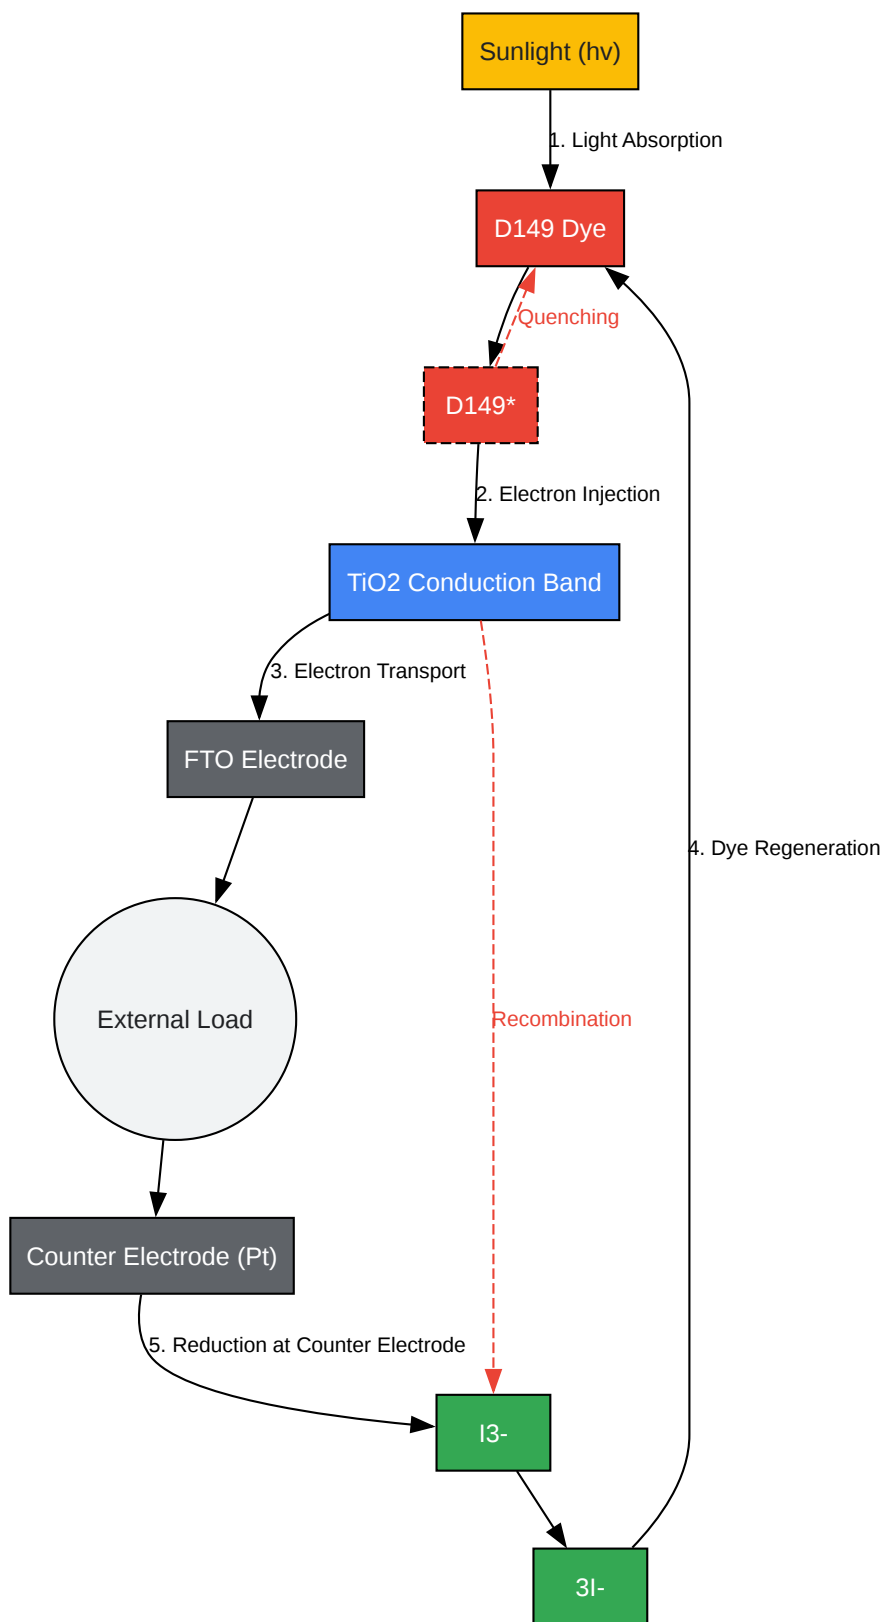 Sunlight (hv)
1. Light Absorption
D149 Dye
Quenching
D149*
2. Electron Injection
TiO2 Conduction Band
3. Electron Transport
FTO Electrode
4. Dye Regeneration
External Load
Recombination
Counter Electrode (Pt)
5. Reduction at Counter Electrode
I3-
3I-